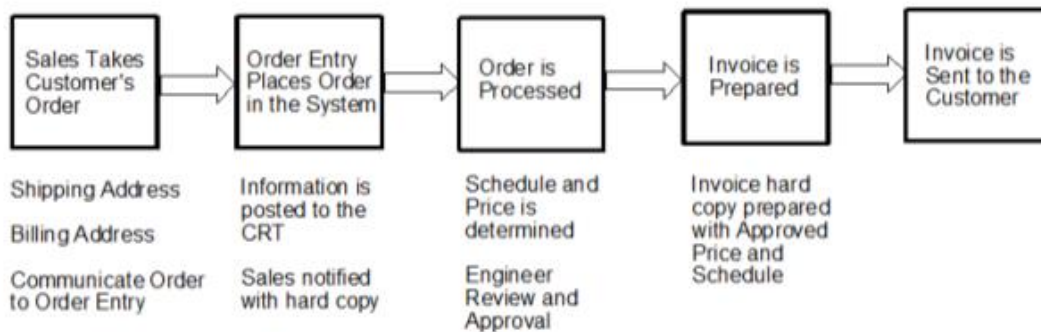 Sales Takes
Customer's
Order
Order Entry
Places Order
in the System
Order is
Processed
Invoice is
Prepared
Invoice is
Sent to the
Customer
Shipping Address
Billing Address
Communicate Order
to Order Entry
Information is
posted to the
CRT
Sales notified
with hard copy
Schedule and
Price is
determined
Engineer
Review and
Approval
Invoice hard
copy prepared
with Approved
Price and
Schedule